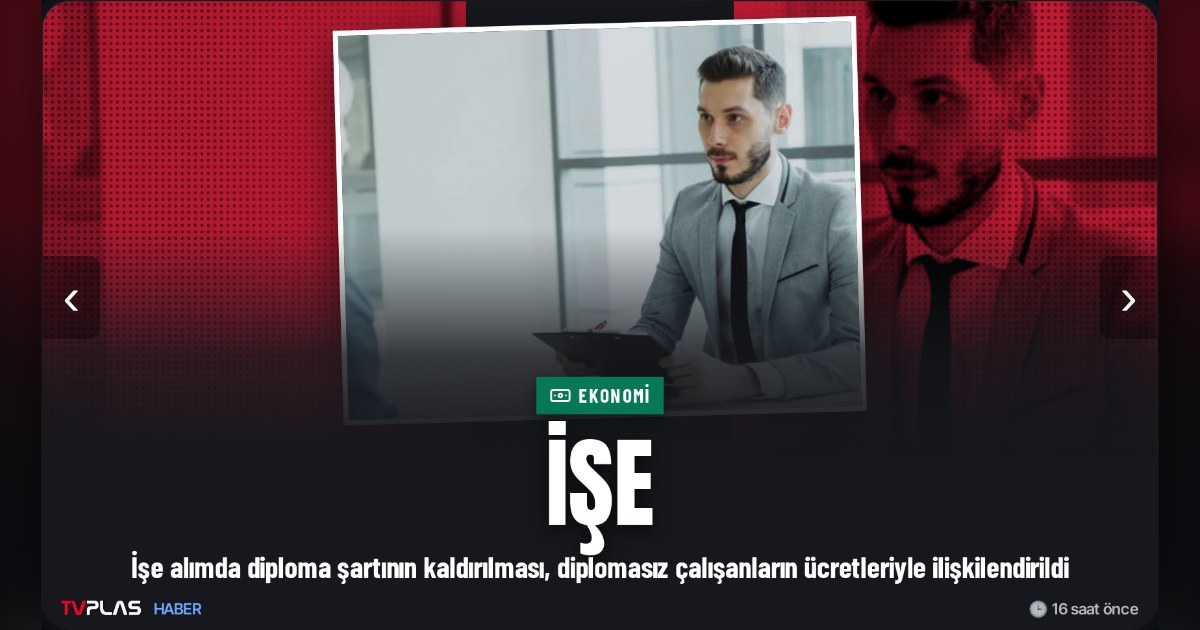 EKONOMİ
İŞE
İşe alımda diploma şartının kaldırılması, diplomasız çalışanların ücretleriyle ilişkilendirildi
TVPLAS HABER
16 saat önce